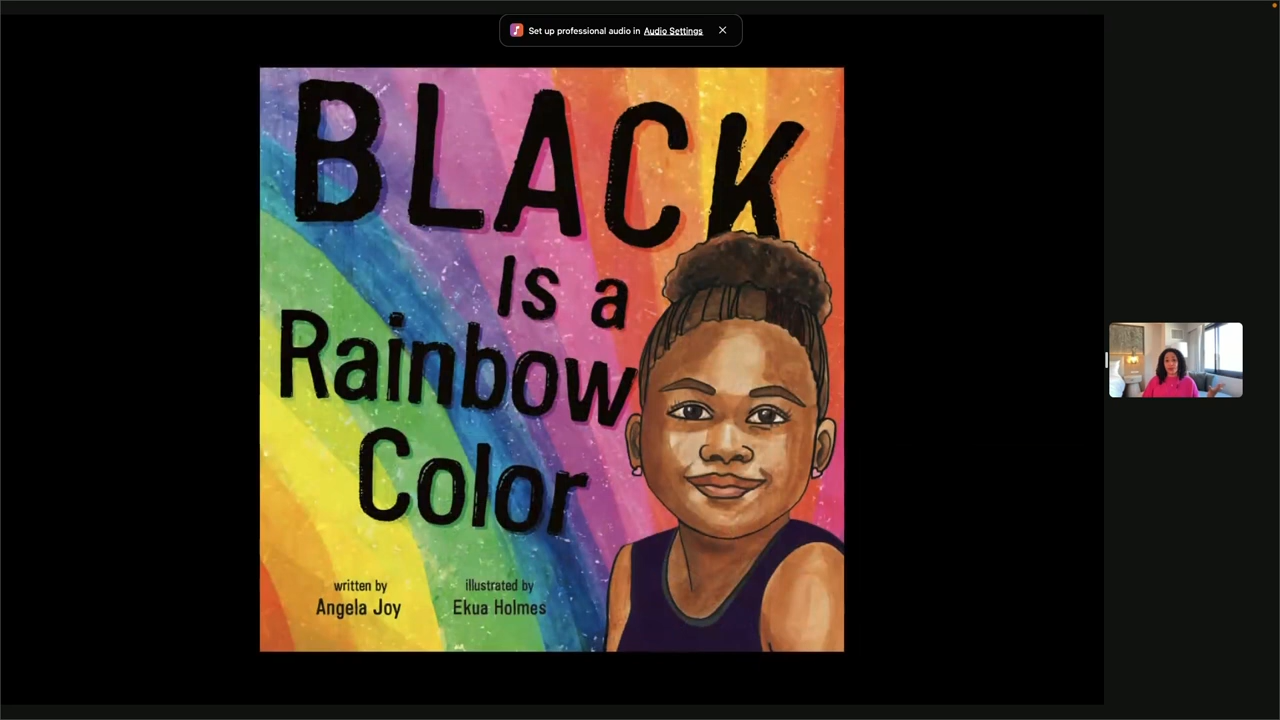 Set up professional audio in Audio Settings
BLACK
Is a
Rainbow
Color
written by
Angela Joy
illustrated by
Ekua Holmes